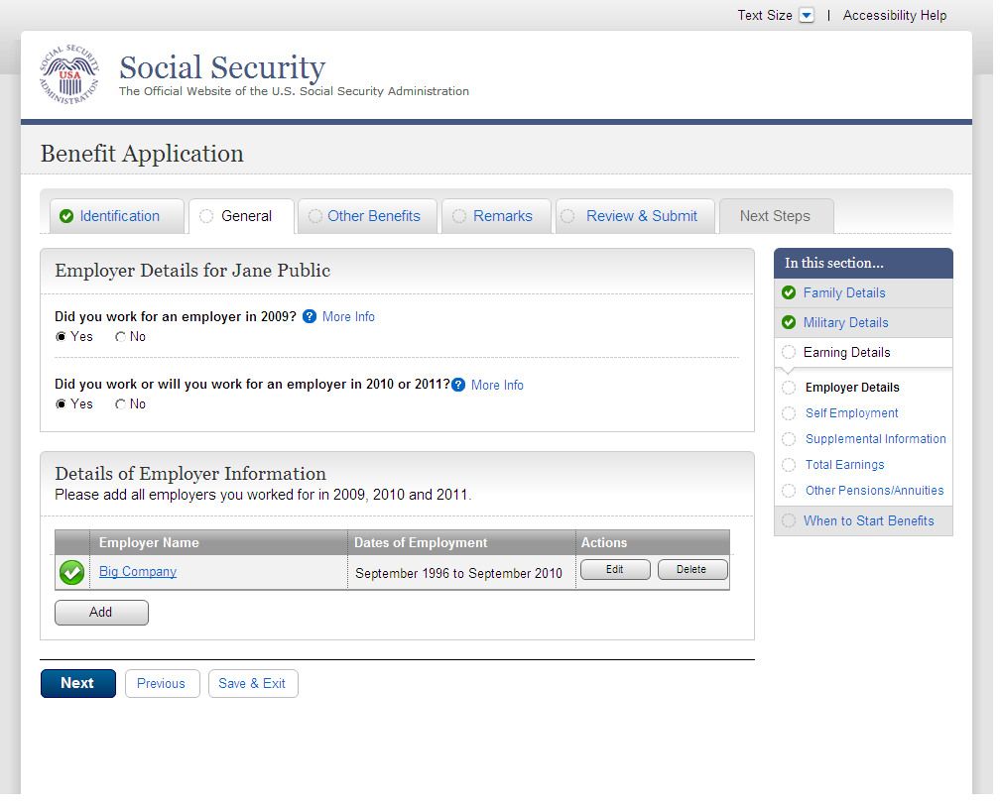 Text Size | Accessibility Help
SOCIAL SECURITY ADMINISTRATION
USA
Social Security
The Official Website of the U.S. Social Security Administration
Benefit Application
Identification General Other Benefits Remarks Review & Submit Next Steps
Employer Details for Jane Public
Did you work for an employer in 2009? ? More Info
Yes No
Did you work or will you work for an employer in 2010 or 2011? ? More Info
Yes No
Details of Employer Information
Please add all employers you worked for in 2009, 2010 and 2011.
Employer Name Dates of Employment Actions
Big Company September 1996 to September 2010 Edit Delete
Add
Next Previous Save & Exit
In this section...
Family Details
Military Details
Earning Details
Employer Details
Self Employment
Supplemental Information
Total Earnings
Other Pensions/Annuities
When to Start Benefits